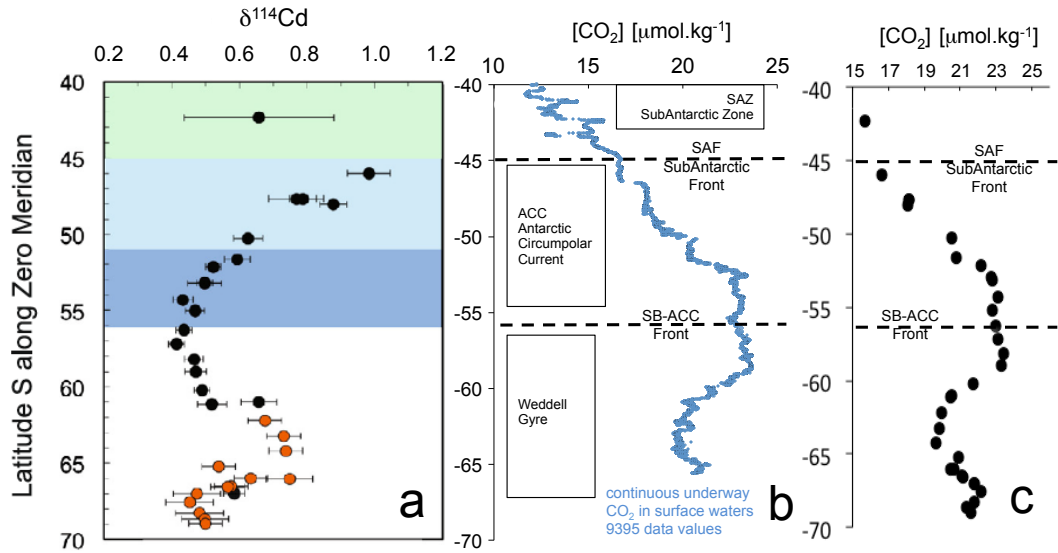 δ¹¹⁴Cd
0.2 0.4 0.6 0.8 1.0 1.2
40
45
50
55
60
65
70
Latitude S along Zero Meridian
a
[CO₂] [μmol.kg⁻¹]
10 15 20 25
-40
-45
-50
-55
-60
-65
-70
SAZ
SubAntarctic Zone
SAF
SubAntarctic
Front
ACC
Antarctic
Circumpolar
Current
SB-ACC
Front
Weddell
Gyre
continuous underway
CO₂ in surface waters
9395 data values
b
[CO₂] [μmol.kg⁻¹]
15 17 19 21 23 25
-40
-45
-50
-55
-60
-65
-70
SAF
SubAntarctic
Front
SB-ACC
Front
c